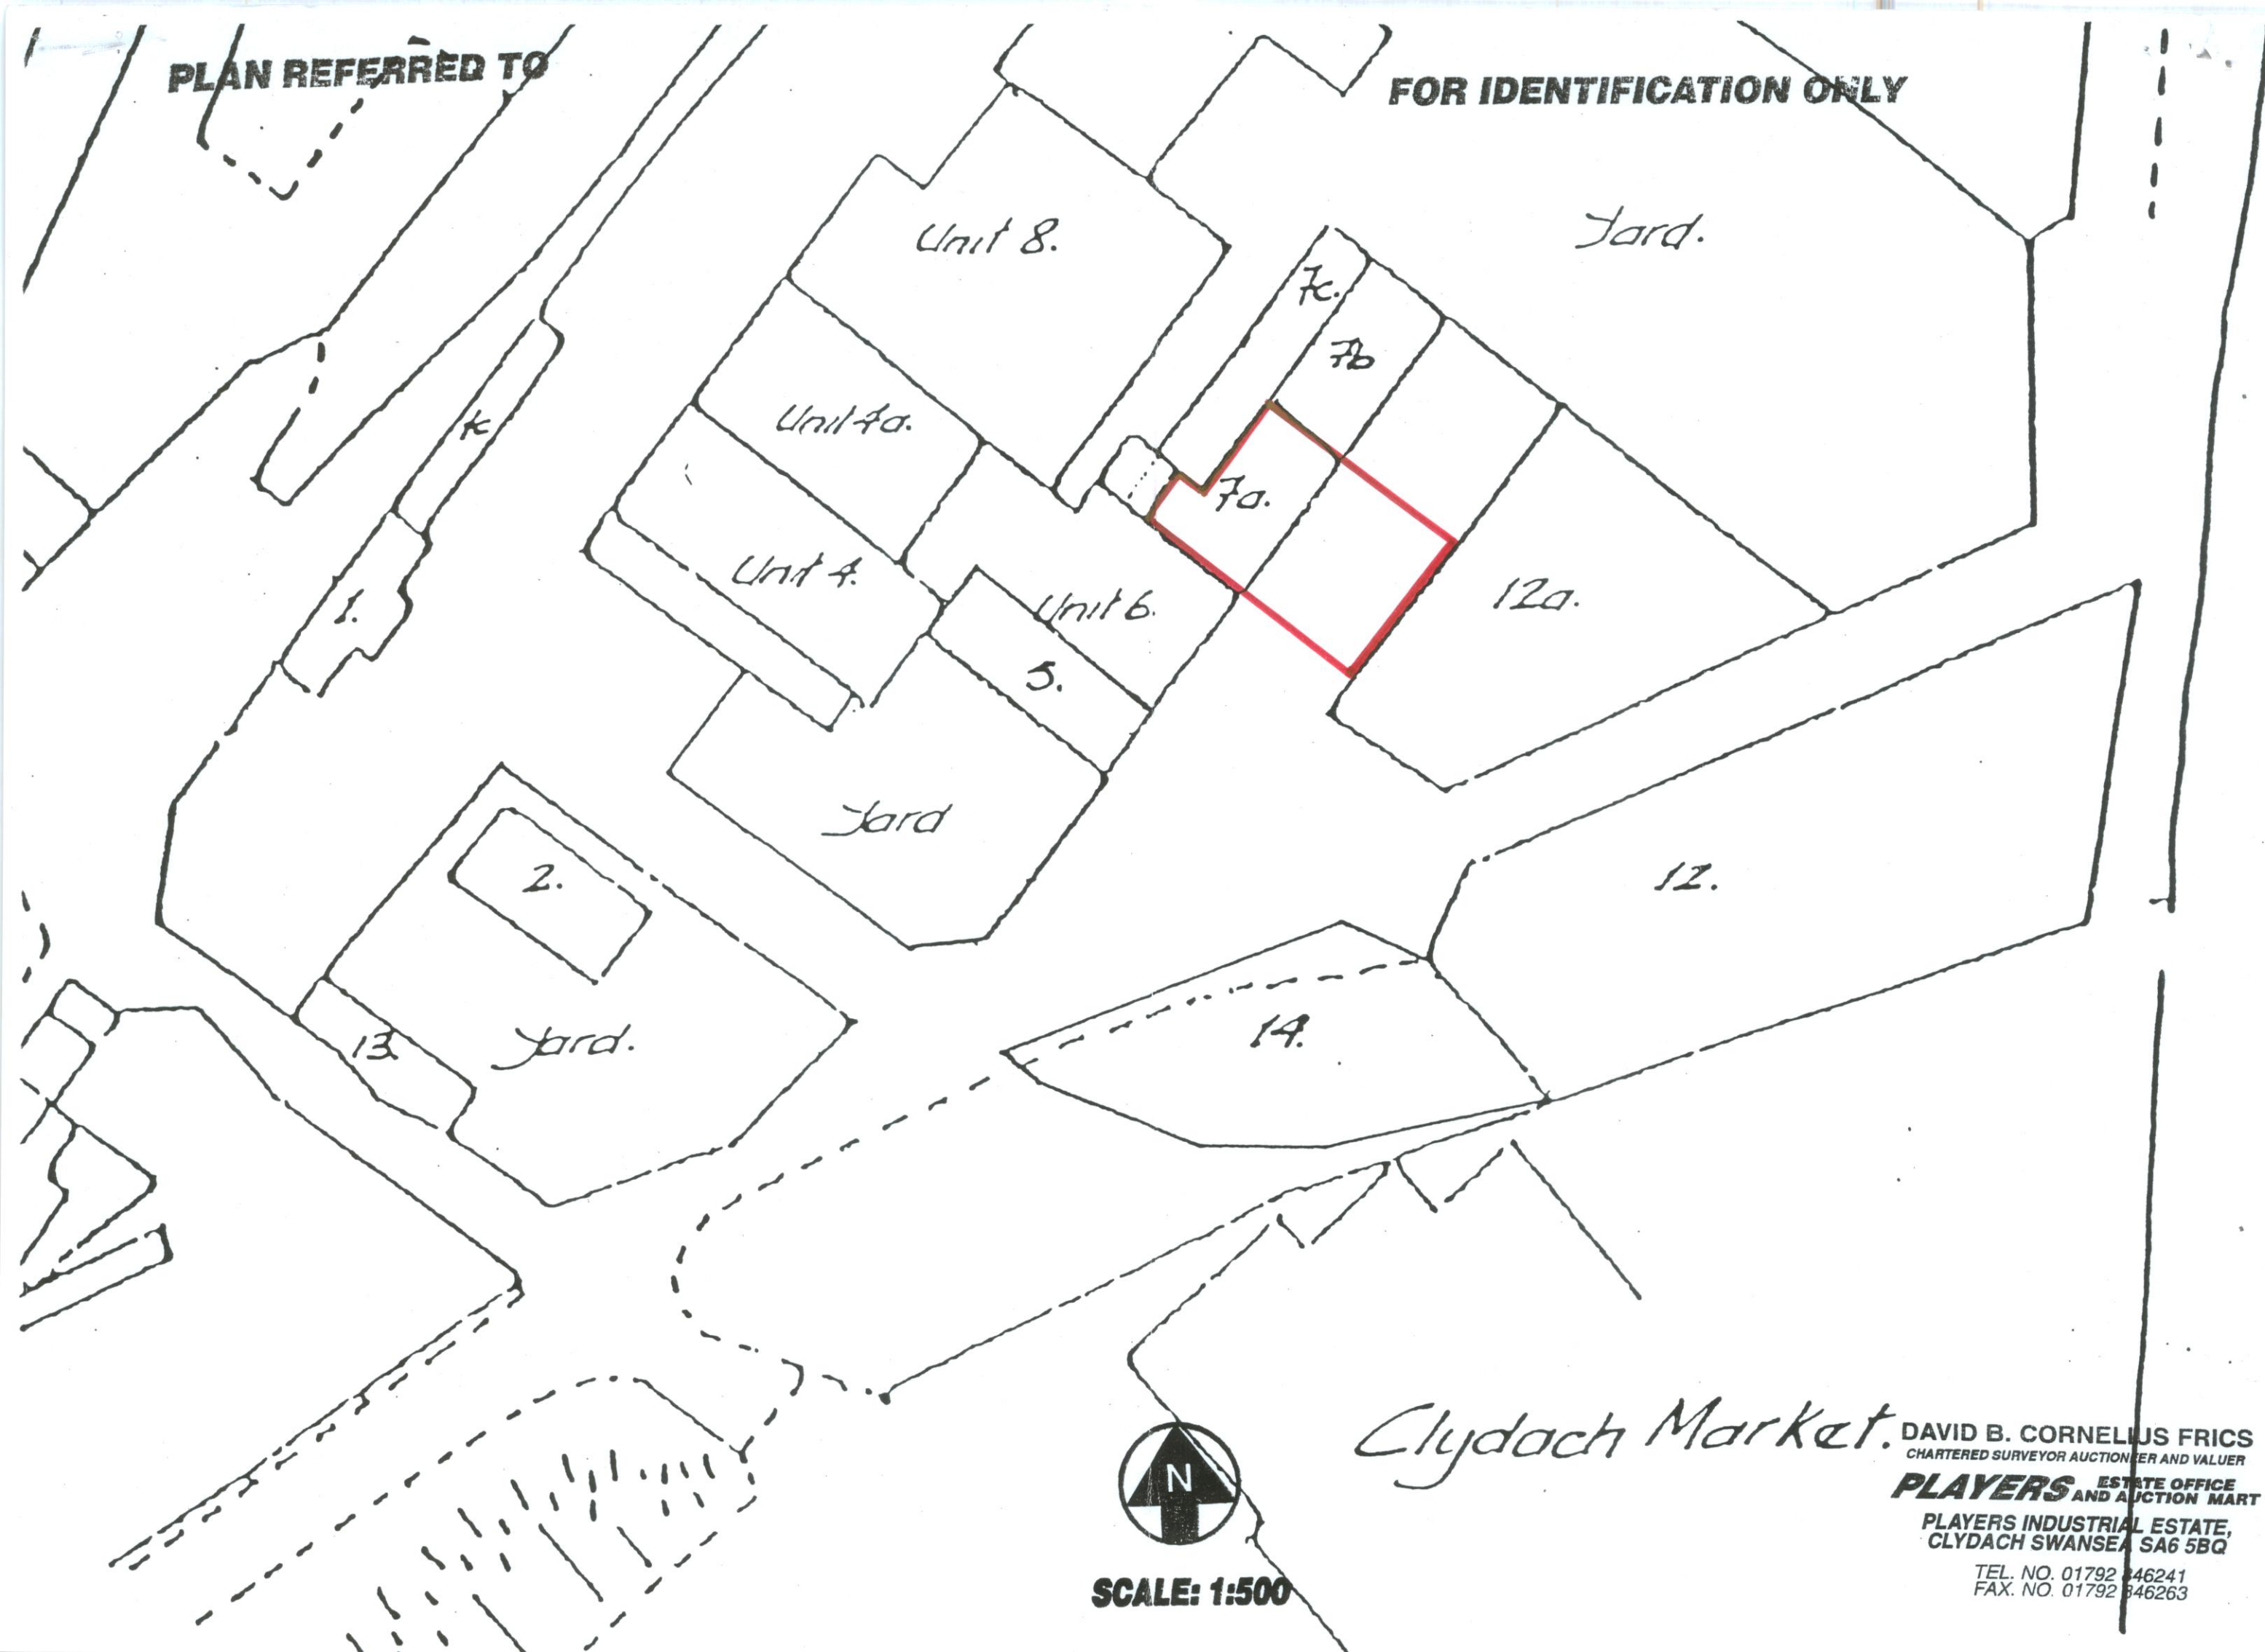 PLAN REFERRED TO
FOR IDENTIFICATION ONLY
Unit 8.
Yard.
7c.
7b
Unit 7a.
1c
7a.
Unit 4.
Unit 6.
12a.
1.
5.
Yard
2.
12.
14.
13.
Yard.
Clydach Market.
DAVID B. CORNELIUS FRICS
CHARTERED SURVEYOR AUCTIONEER AND VALUER
PLAYERS ESTATE OFFICE AND AUCTION MART
N
PLAYERS INDUSTRIAL ESTATE,
CLYDACH SWANSEA SA6 5BQ
SCALE: 1:500
TEL. NO. 01792 846241
FAX. NO. 01792 846263